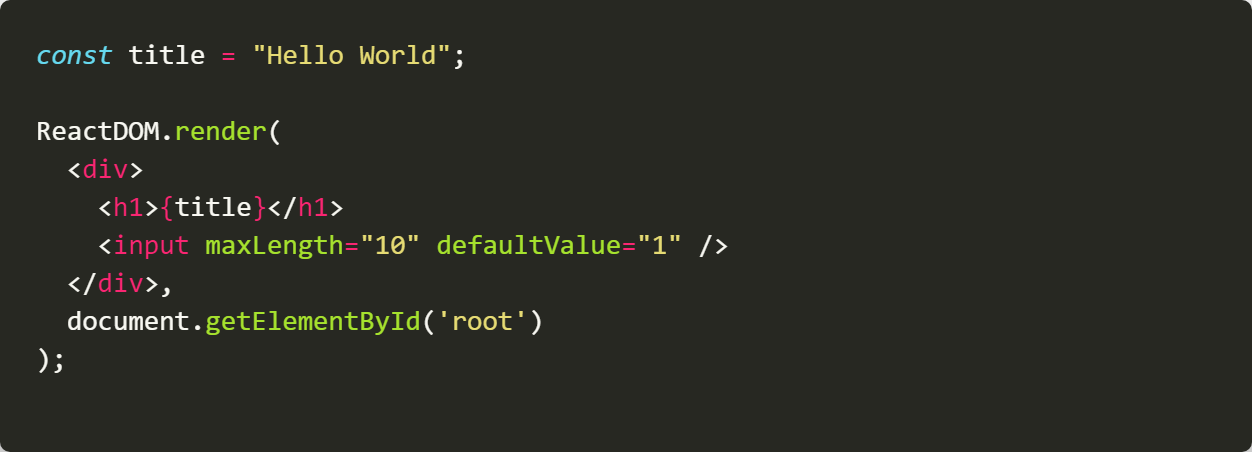 const title = "Hello World";
ReactDOM.render(
  <div>
    <h1>{title}</h1>
    <input maxLength="10" defaultValue="1" />
  </div>,
  document.getElementById('root')
);